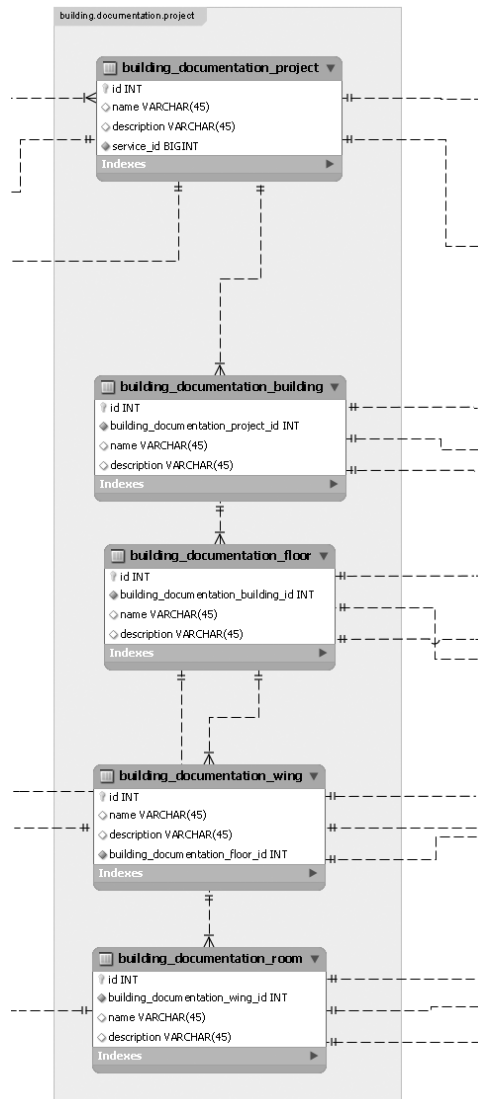 building.documentation.project
building_documentation_project
id INT
name VARCHAR(45)
description VARCHAR(45)
service_id BIGINT
Indexes
building_documentation_building
id INT
building_documentation_project_id INT
name VARCHAR(45)
description VARCHAR(45)
Indexes
building_documentation_floor
id INT
building_documentation_building_id INT
name VARCHAR(45)
description VARCHAR(45)
Indexes
building_documentation_wing
id INT
name VARCHAR(45)
description VARCHAR(45)
building_documentation_floor_id INT
Indexes
building_documentation_room
id INT
building_documentation_wing_id INT
name VARCHAR(45)
description VARCHAR(45)
Indexes